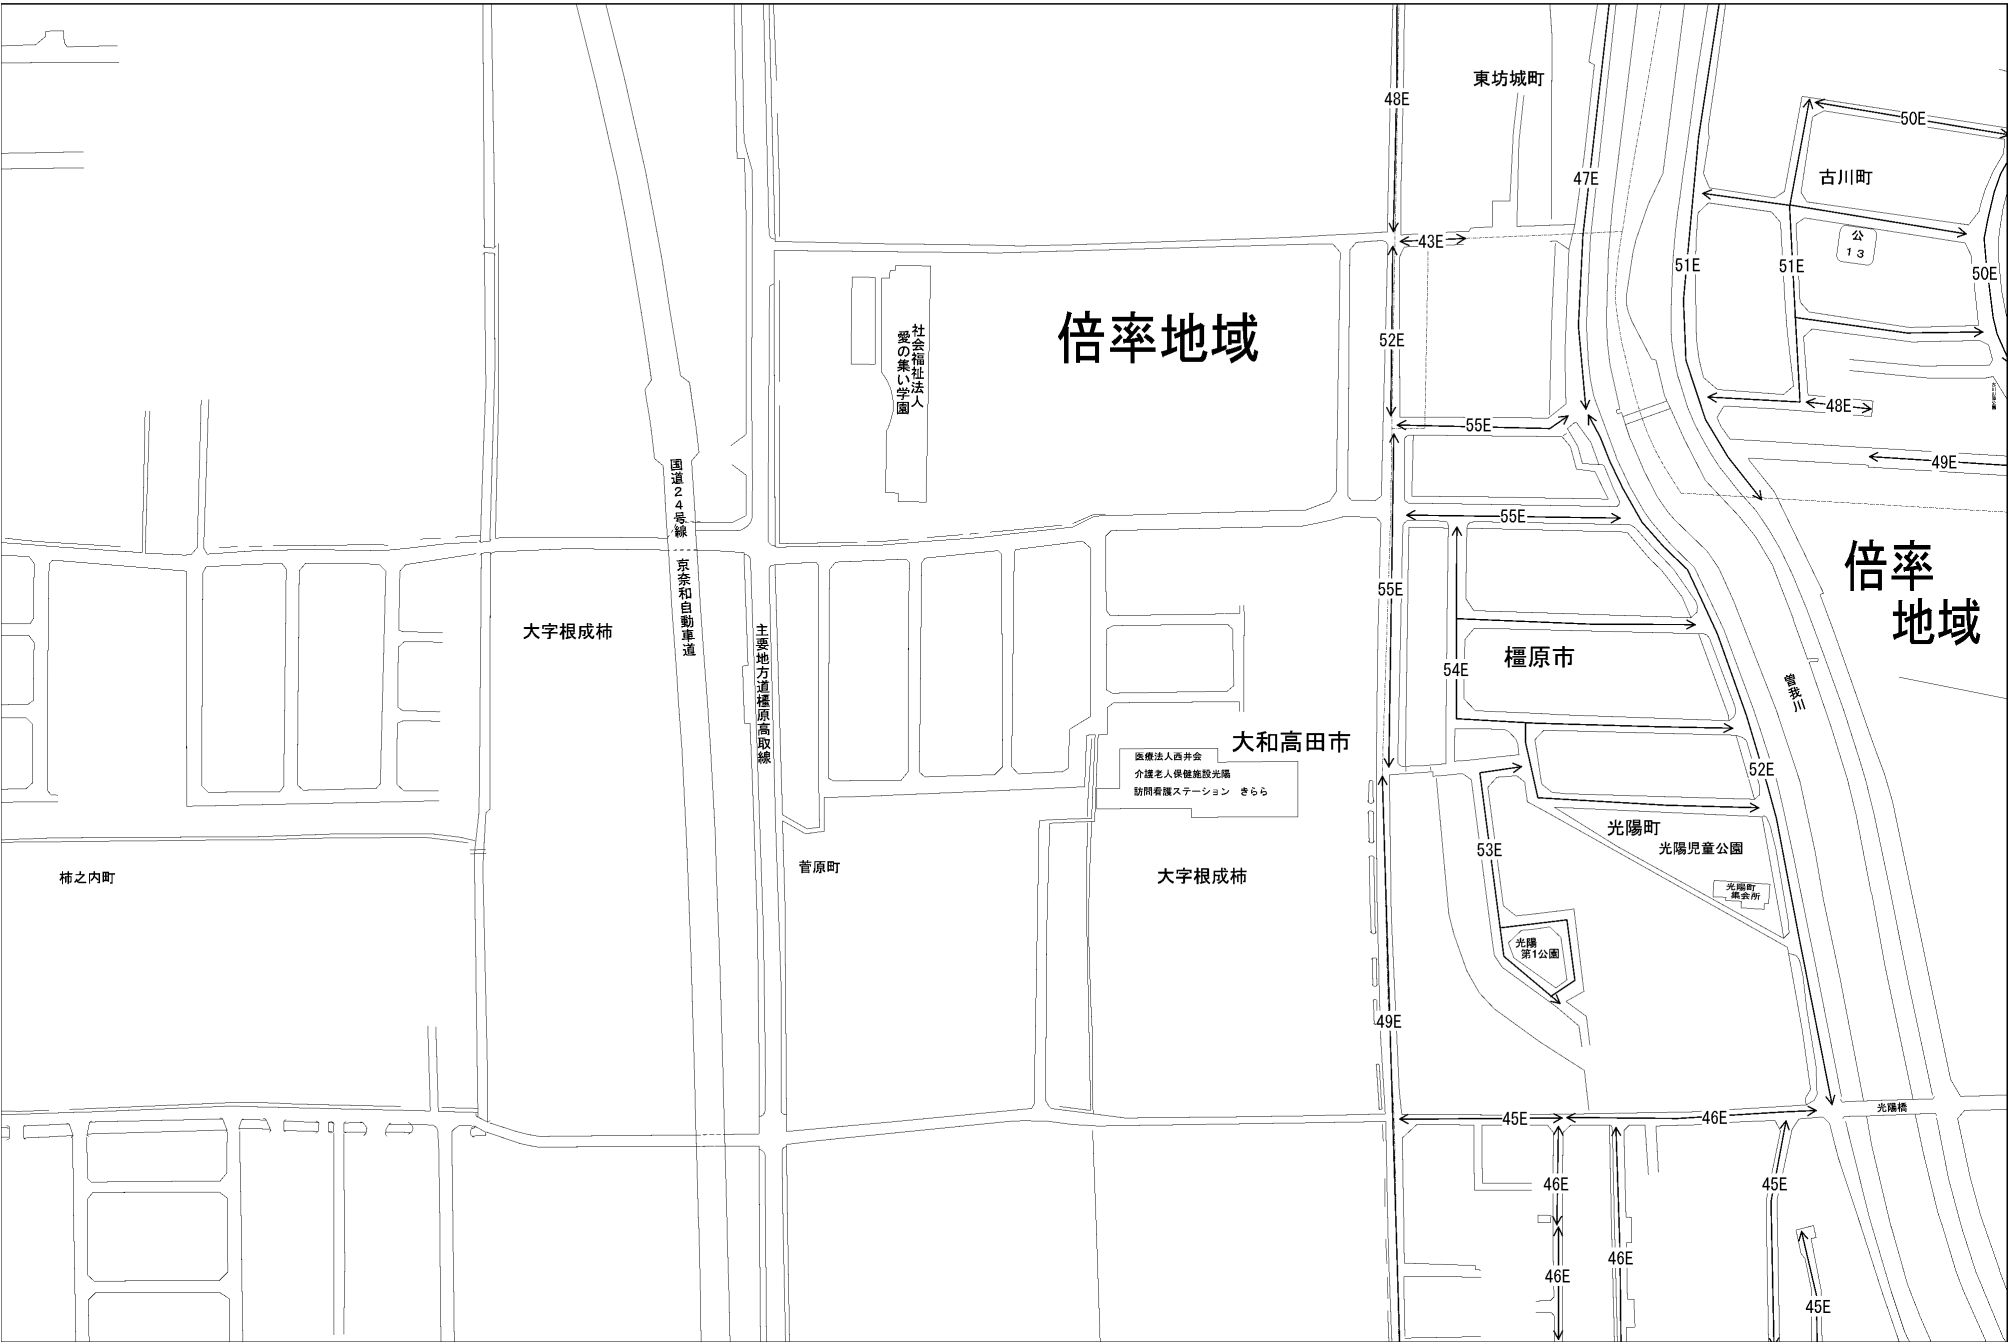 東坊城町
48E
50E
47E
古川町
公
13
43E
51E
51E
50E
倍率地域
社会福祉法人
愛の集い学園
52E
48E
55E
49E
国道24号線
55E
倍率
地域
京奈和自動車道
55E
大字根成柿
主要地方道橿原高取線
橿原市
54E
曽我川
大和高田市
医療法人西井会
介護老人保健施設光陽
訪問看護ステーション きらら
52E
光陽町
光陽児童公園
53E
菅原町
柿之内町
大字根成柿
光陽町
集会所
光陽
第1公園
49E
光陽橋
45E
46E
46E
45E
46E
46E
45E